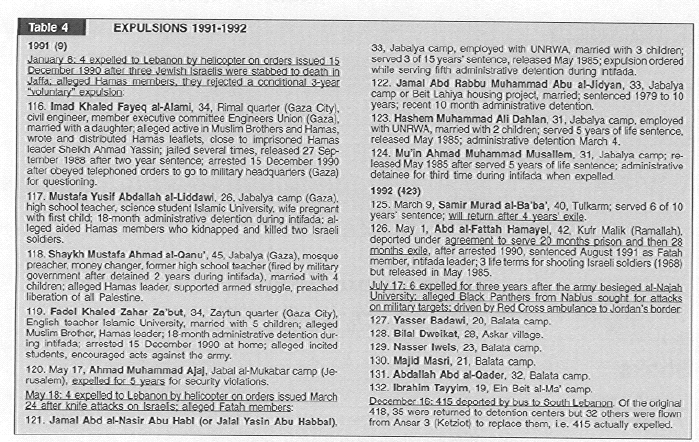 Table 4
EXPULSIONS 1991-1992
1991 (9)
January 8: 4 expelled to Lebanon by helicopter on orders issued 15
December 1990 after three Jewish Israelis were stabbed to death in
Jaffa; alleged Hamas members, they rejected a conditional 3-year
"voluntary" expulsion:
116. Imad Khaled Fayeq al-Alami, 34, Rimal quarter (Gaza City),
civil engineer, member executive committee Engineers Union (Gaza),
married with a daughter; alleged active in Muslim Brothers and Hamas,
wrote and distributed Hamas leaflets, close to imprisoned Hamas
leader Sheikh Ahmad Yassin; jailed several times, released 27 Sep-
tember 1988 after two year sentence; arrested 15 December 1990
after obeyed telephoned orders to go to military headquarters (Gaza)
for questioning.
117. Mustafa Yusif Abdallah al-Liddawi, 26, Jabalya camp (Gaza),
high school teacher, science student Islamic University, wife pregnant
with first child; 18-month administrative detention during intifada; al-
leged aided Hamas members who kidnapped and killed two Israeli
soldiers.
118. Shaykh Mustafa Ahmad al-Qanu', 45, Jabalya (Gaza), mosque
preacher, money changer, former high school teacher (fired by military
government after detained 2 years during intifada), married with 4
children; alleged Hamas leader, supported armed struggle, preached
liberation of all Palestine.
119. Fadel Khaled Zahar Za'but, 34, Zaytun quarter (Gaza City),
English teacher Islamic University, married with 5 children; alleged
Muslim Brother, Hamas leader; 18-month administrative detention dur-
ing intifada; arrested 15 December 1990 at home; alleged incited
students, encouraged acts against the army.
120. May 17, Ahmad Muhammad Ajaj, Jabal al-Mukabar camp (Je-
rusalem), expelled for 5 years for security violations.
May 18: 4 expelled to Lebanon by helicopter on orders issued March
24 after knife attacks on Israelis; alleged Fatah members:
121. Jamal Abd al-Nasir Abu Habl (or Jalal Yasin Abu Habbal),
33, Jabalya camp, employed with UNRWA, married with 3 children;
served 3 of 15 years' sentence, released May 1985; expulsion ordered
while serving fifth administrative detention during intifada.
122. Jamal Abd Rabbu Muhammad Abu al-Jidyan, 33, Jabalya
camp or Beit Lahiya housing project, married; sentenced 1979 to 10
years; recent 10 month administrative detention.
123. Hashem Muhammad Ali Dahlan, 31, Jabalya camp, employed
with UNRWA, married with 2 children; served 5 years of life sentence,
released May 1985; administrative detention March 4.
124. Mu'in Ahmad Muhammad Musallem, 31, Jabalya camp; re-
leased May 1985 after served 5 years of life sentence; administrative
detainee for third time during intifada when expelled.
1992 (423)
125. March 9, Samir Murad al-Ba'ba', 40, Tulkarm; served 6 of 10
years' sentence; will return after 4 years' exile.
126. May 1, Abd al-Fattah Hamayel, 42, Kufr Malik (Ramallah),
deported under agreement to serve 20 months prison and then 28
months exile, after arrested 1990, sentenced August 1991 as Fatah
member, intifada leader; 3 life terms for shooting Israeli soldiers (1968)
but released in May 1985.
July 17: 6 expelled for three years after the army besieged al-Najah
University; alleged Black Panthers from Nablus sought for attacks
on military targets; driven by Red Cross ambulance to Jordan's border:
127. Yasser Badawi, 20, Balata camp.
128. Bilal Dweikat, 28, Askar village.
129. Nasser Iweis, 23, Balata camp.
130. Majid Masri, 21, Balata camp.
131. Abdallah Abd al-Qader, 32, Balata camp.
132. Ibrahim Tayyim, 19, Ein Beit al-Ma' camp.
December 16: 415 deported by bus to South Lebanon. Of the original
418, 35 were returned to detention centers but 32 others were flown
from Ansar 3 (Ketziot) to replace them, i.e. 415 actually expelled.